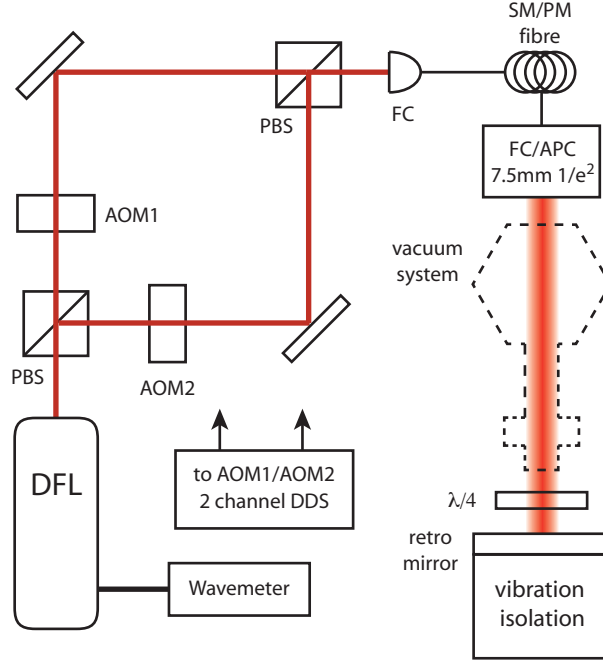 SM/PM
fibre
PBS
FC
FC/APC
7.5mm 1/e²
AOM1
vacuum
system
PBS
AOM2
DFL
to AOM1/AOM2
2 channel DDS
λ/4
retro
mirror
Wavemeter
vibration
isolation